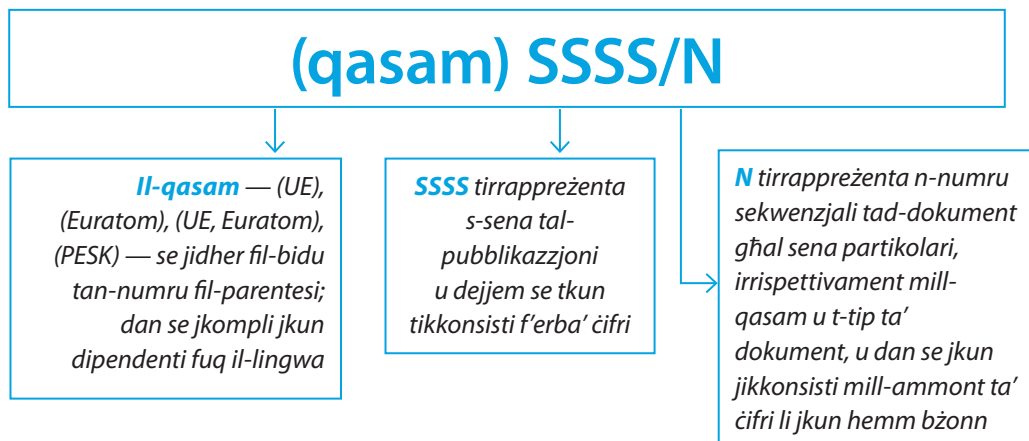 (qasam) SSSS/N
Il-qasam — (UE),
(Euratom), (UE, Euratom),
(PESK) — se jidher fil-bidu
tan-numru fil-parentesi;
dan se jkompli jkun
dipendenti fuq il-lingwa
SSSS tirrappreżenta
s-sena tal-
pubblikazzjoni
u dejjem se tkun
tikkonsisti f'erba' ċifri
N tirrappreżenta n-numru
sekwenzjali tad-dokument
għal sena partikolari,
irrispettivament mill-
qasam u t-tip ta'
dokument, u dan se jkun
jikkonsisti mill-ammont ta'
ċifri li jkun hemm bżonn